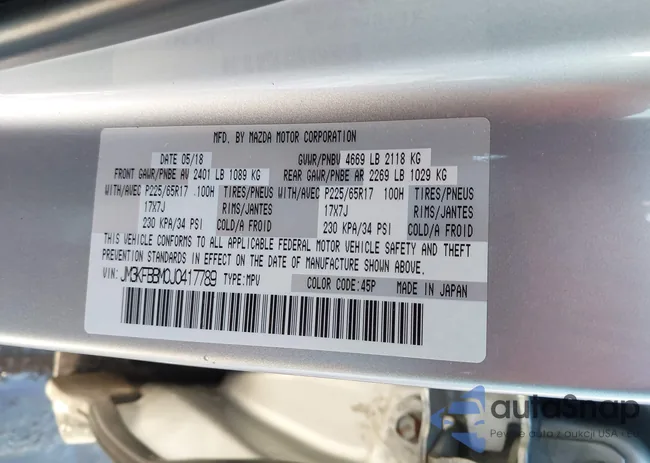 MFD. BY MAZDA MOTOR CORPORATION
DATE 05/18 GVWR/PNBV 4669 LB 2118 KG
FRONT GAWR/PNBE AV 2401 LB 1089 KG REAR GAWR/PNBE AR 2269 LB 1029 KG
WITH/AVEC P225/65R17 100H TIRES/PNEUS WITH/AVEC P225/65R17 100H TIRES/PNEUS
17X7J RIMS/JANTES 17X7J RIMS/JANTES
230 KPA/34 PSI COLD/A FROID 230 KPA/34 PSI COLD/A FROID
THIS VEHICLE CONFORMS TO ALL APPLICABLE FEDERAL MOTOR VEHICLE SAFETY AND THEFT
PREVENTION STANDARDS IN EFFECT ON THE DATE OF MANUFACTURE SHOWN ABOVE.
VIN: JM3KFBBM0J0417789 TYPE:MPV COLOR CODE:45P MADE IN JAPAN
autoSnap
Pewne auta z aukcji USA